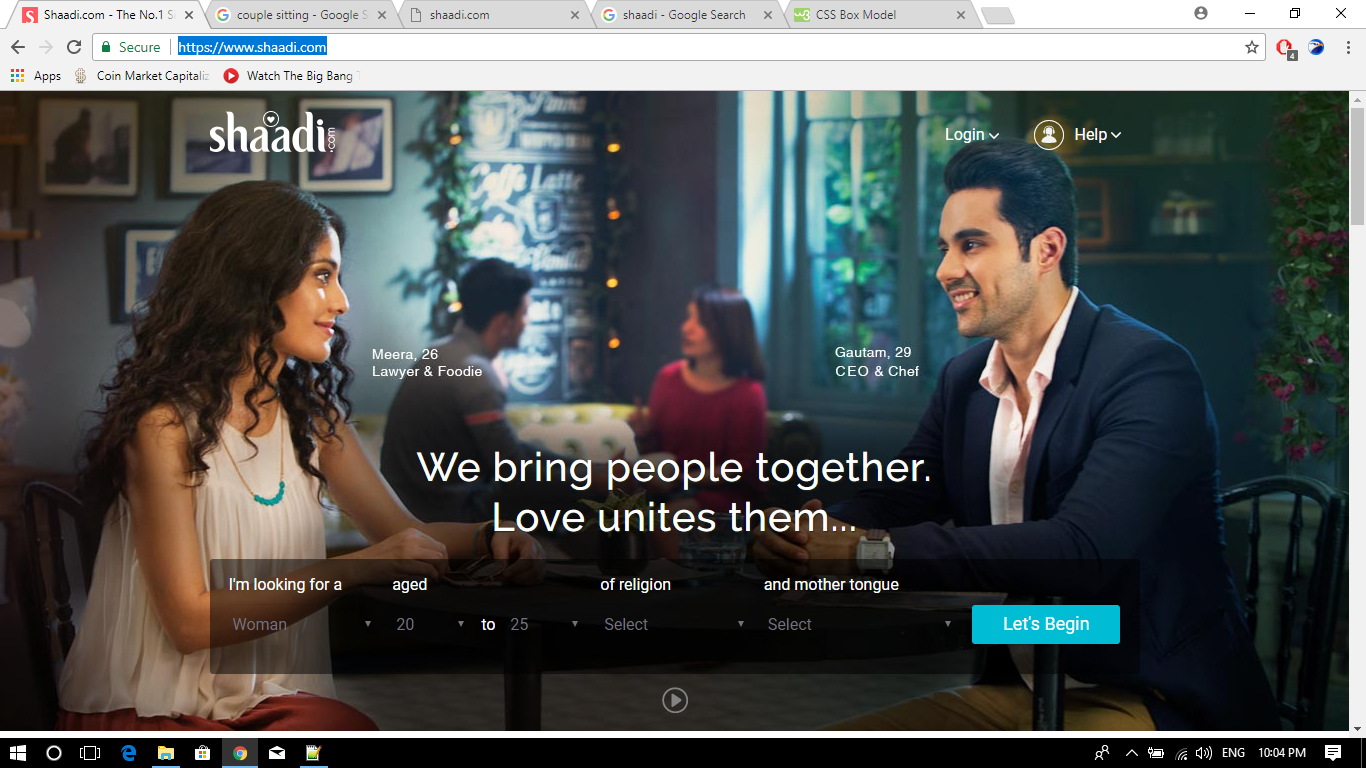 Shaadi.com - The No.1 S
couple sitting - Google S
shaadi.com
shaadi - Google Search
CSS Box Model
Secure
https://www.shaadi.com
4
Apps
Coin Market Capitaliz
Watch The Big Bang T
shaadi.com
Login
Help
Caffe Latte
Meera, 26
Lawyer & Foodie
Gautam, 29
CEO & Chef
We bring people together.
Love unites them...
I'm looking for a
aged
of religion
and mother tongue
Woman
20
to
25
Select
Select
Let's Begin
ENG
10:04 PM